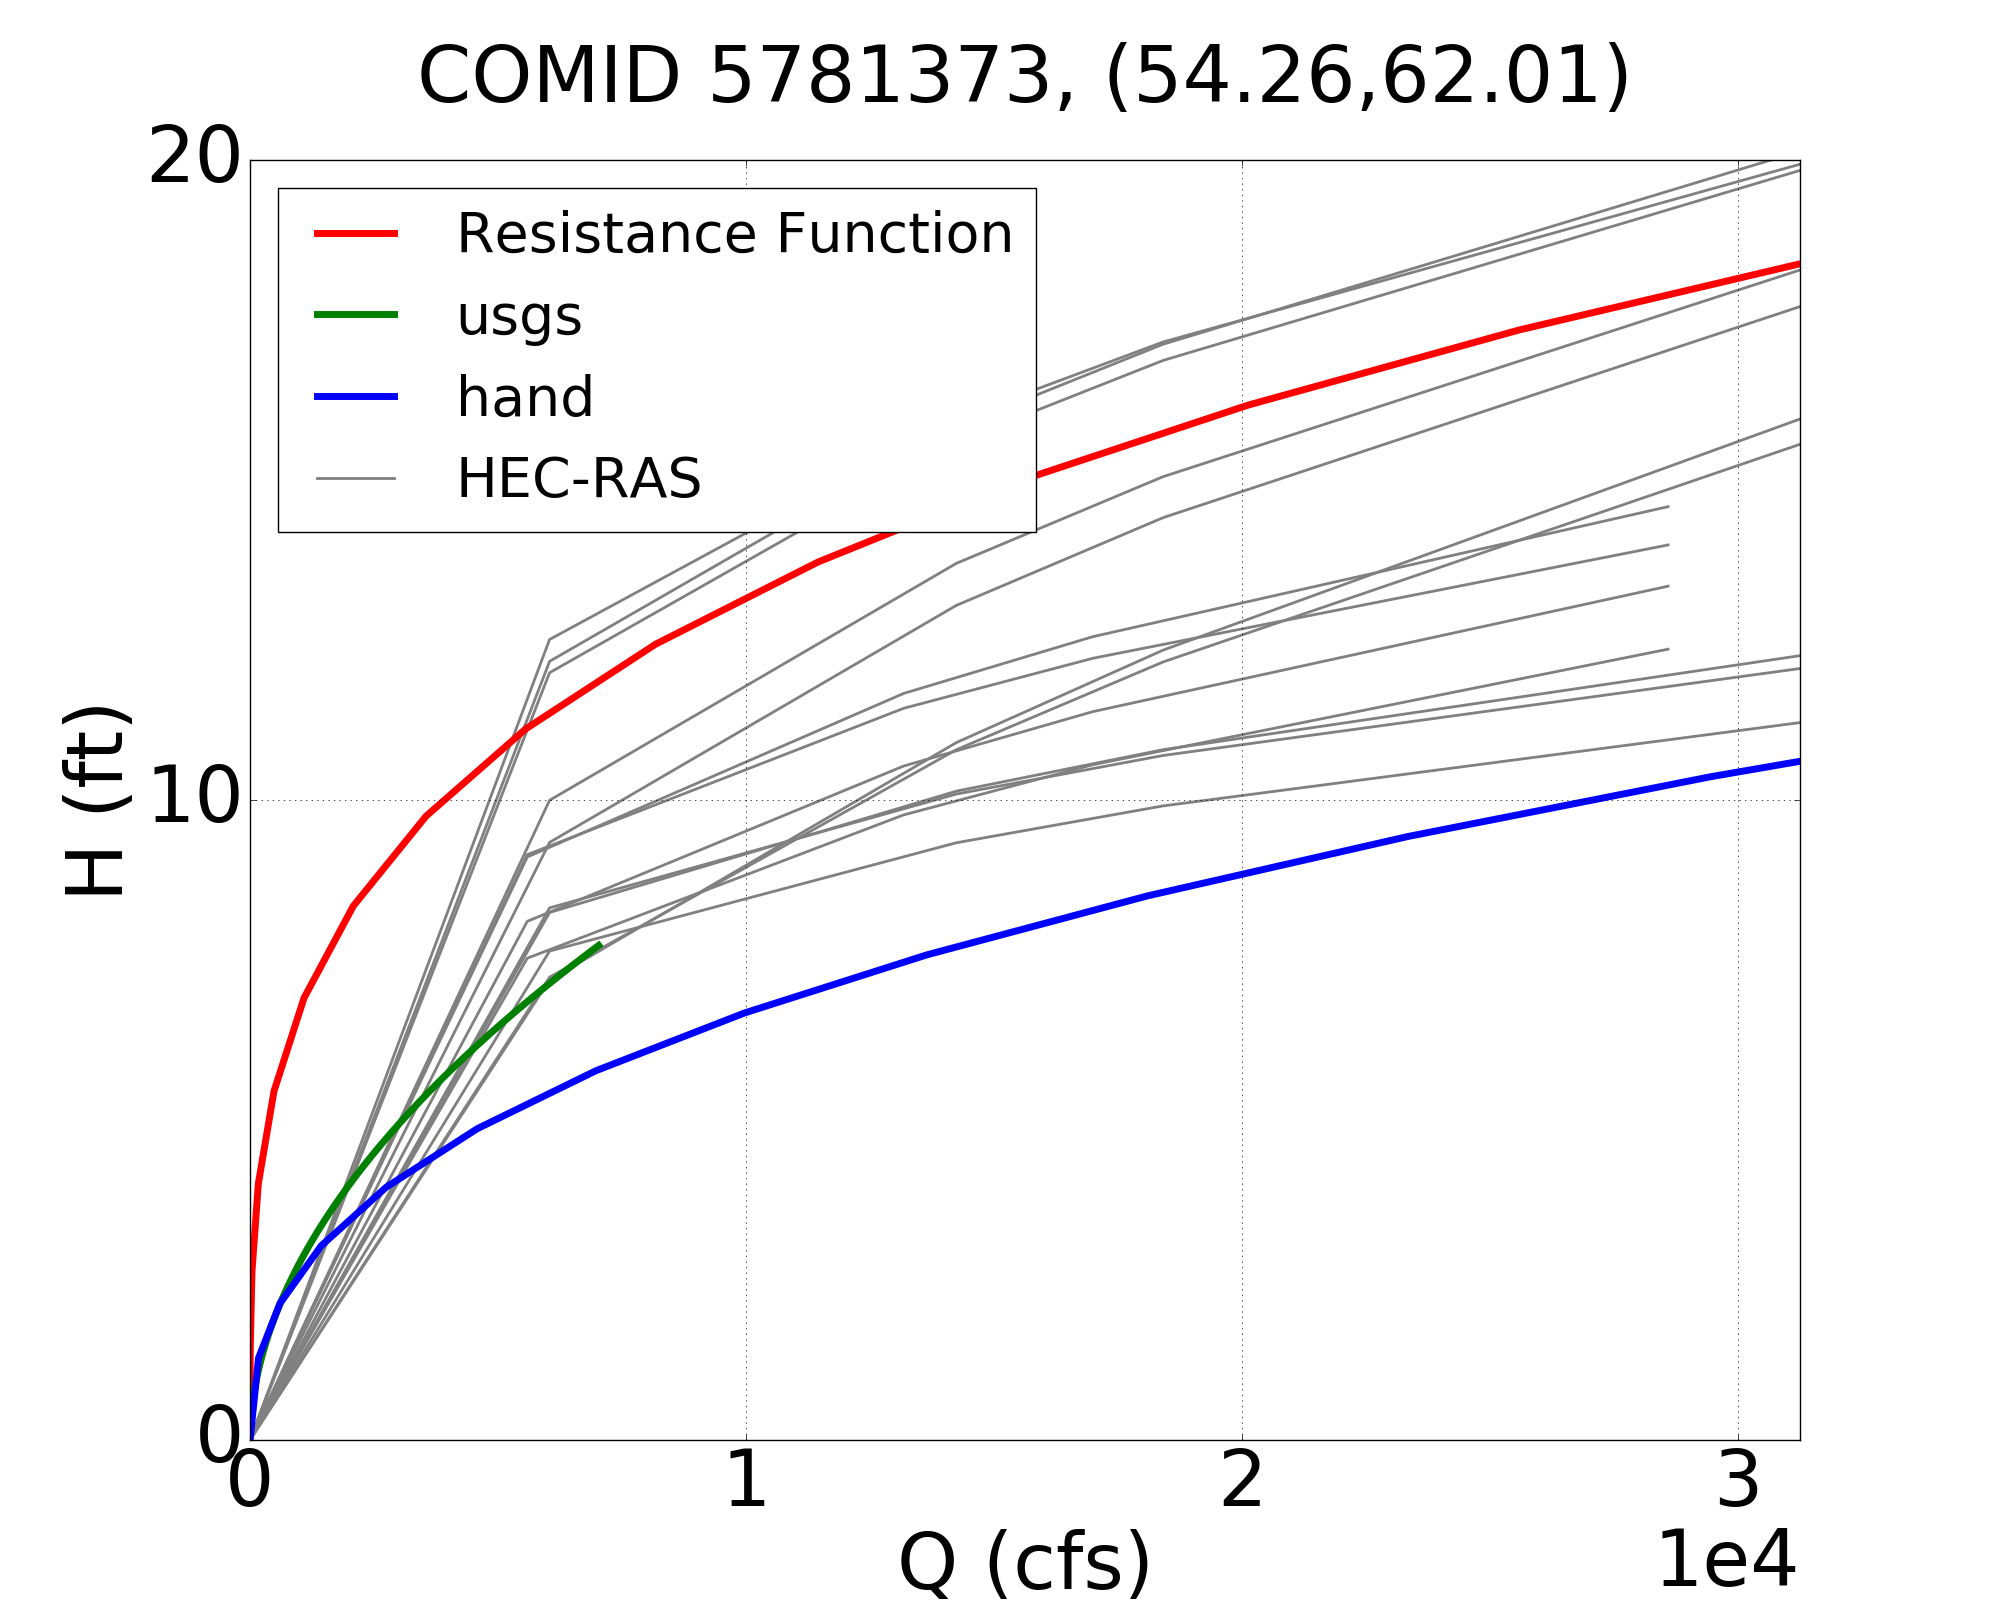 COMID 5781373, (54.26,62.01)
20
Resistance Function
usgs
hand
HEC-RAS
10
H (ft)
0
0 1 2 3
1e4
Q (cfs)